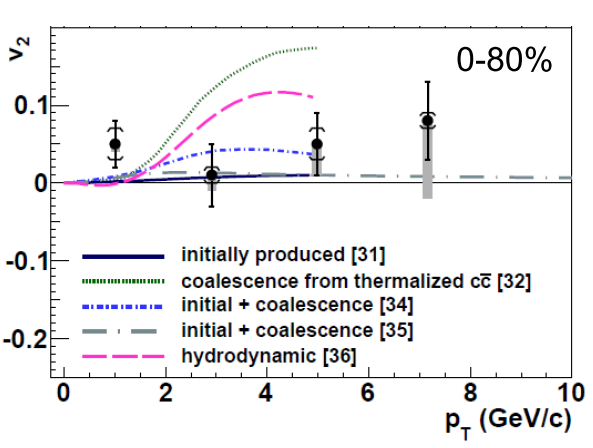 v2
0-80%
0.1
0
-0.1
-0.2
initially produced [31]
coalescence from thermalized cc̅ [32]
initial + coalescence [34]
initial + coalescence [35]
hydrodynamic [36]
0 2 4 6 8 10
pT (GeV/c)